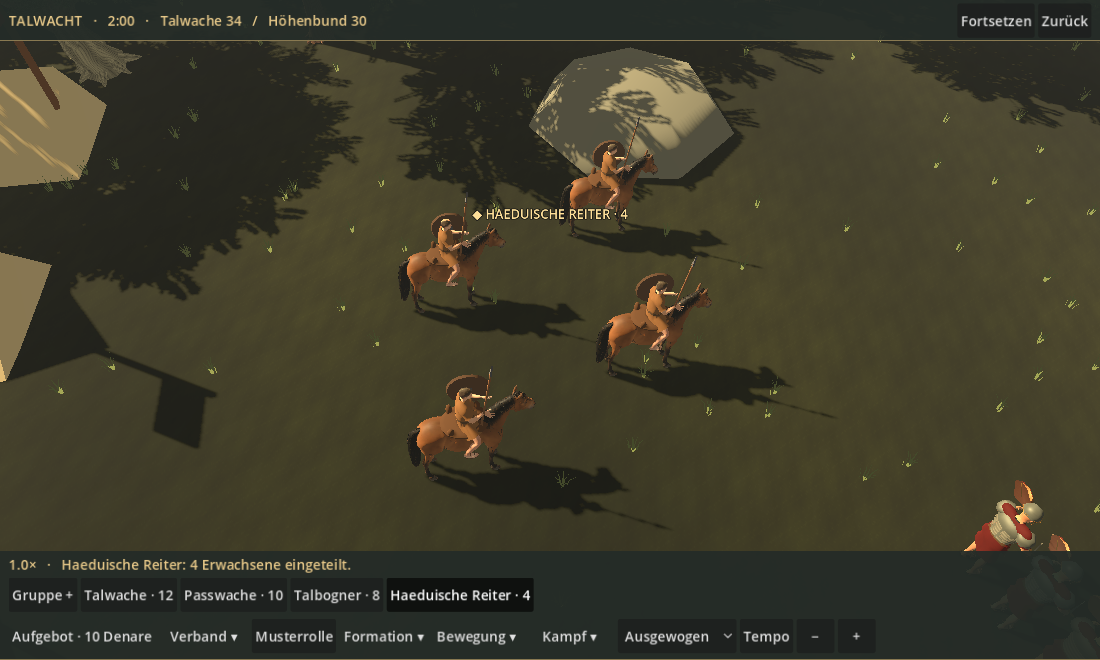 TALWACHT · 2:00 · Talwache 34 / Höhenbund 30 Fortsetzen Zurück
◆ HAEDUISCHE REITER · 4
1.0× · Haeduische Reiter: 4 Erwachsene eingeteilt.
Gruppe + Talwache · 12 Passwache · 10 Talbogner · 8 Haeduische Reiter · 4
Aufgebot · 10 Denare Verband ▾ Musterrolle Formation ▾ Bewegung ▾ Kampf ▾ Ausgewogen Tempo − +